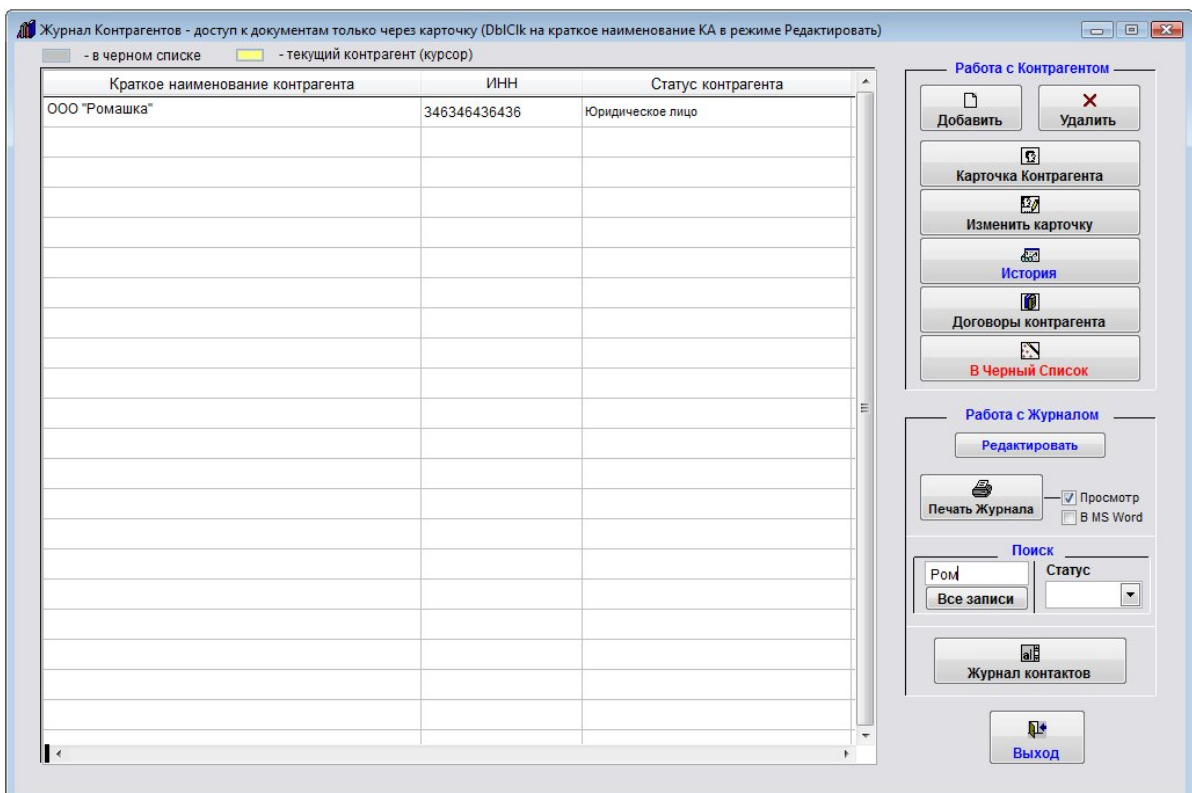 Журнал Контрагентов - доступ к документам только через карточку (DblClk на краткое наименование КА в режиме Редактировать)
- в черном списке - текущий контрагент (курсор)
Краткое наименование контрагента ИНН Статус контрагента
ООО "Ромашка" 346346436436 Юридическое лицо
Работа с Контрагентом
Добавить Удалить
Карточка Контрагента
Изменить карточку
История
Договоры контрагента
В Черный Список
Работа с Журналом
Редактировать
Печать Журнала Просмотр
В MS Word
Поиск
Ром Статус
Все записи
Журнал контактов
Выход